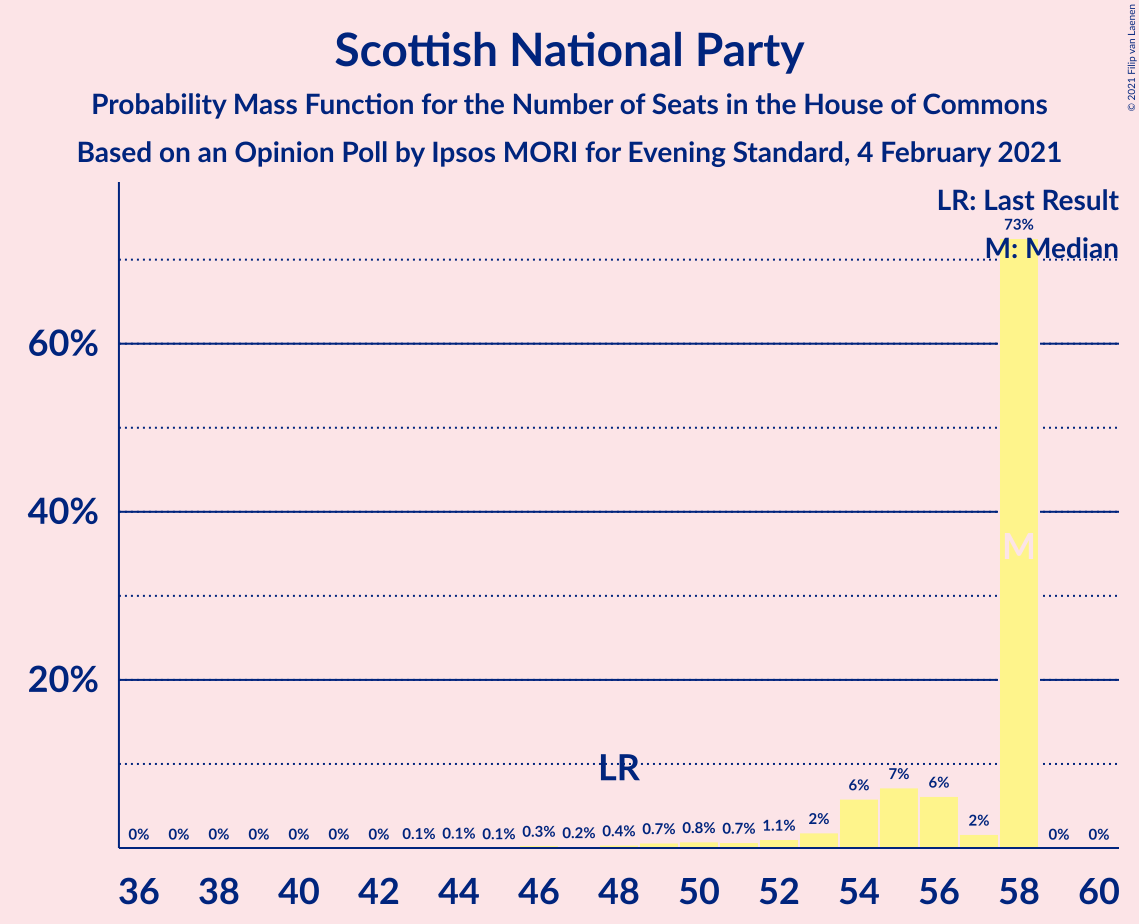 Scottish National Party
Probability Mass Function for the Number of Seats in the House of Commons
Based on an Opinion Poll by Ipsos MORI for Evening Standard, 4 February 2021
© 2021 Filip van Laenen
LR: Last Result
73%
M: Median
60%
40%
M
20%
LR
0% 0% 0% 0% 0% 0% 0% 0.1% 0.1% 0.1% 0.3% 0.2% 0.4% 0.7% 0.8% 0.7% 1.1% 2% 6% 7% 6% 2% 0% 0%
36 38 40 42 44 46 48 50 52 54 56 58 60